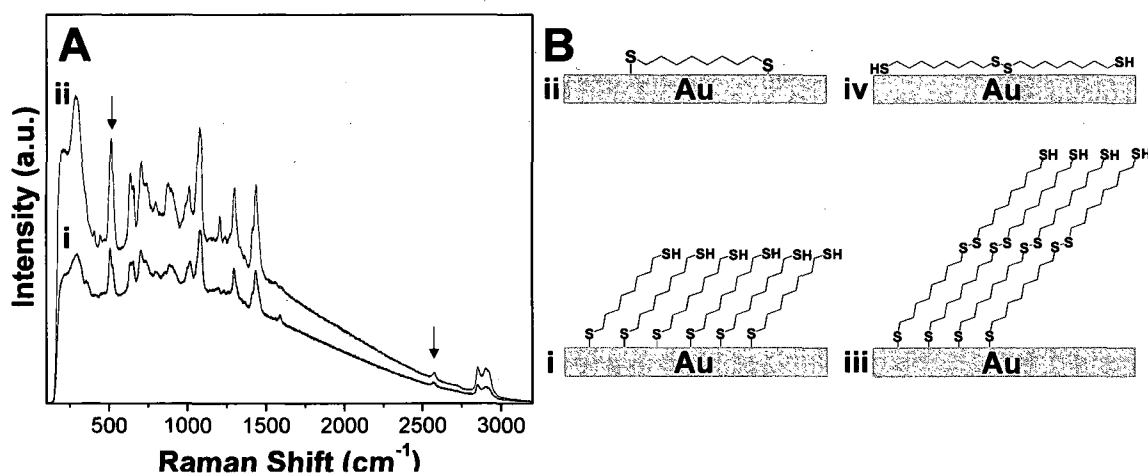 A
ii
i
Intensity (a.u.)
500 1000 1500 2000 2500 3000
Raman Shift (cm⁻¹)
B
S S
ii Au
HS S S SH
iv Au
SH SH SH SH SH SH
S S S S S S
i Au
SH SH SH SH
S S S S S S S S
S S S S
iii Au